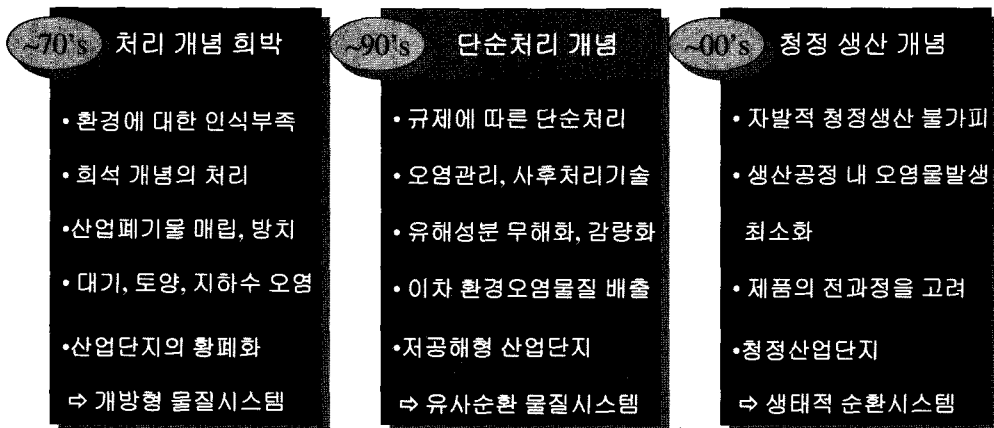 ~70's 처리 개념 희박
• 환경에 대한 인식부족
• 희석 개념의 처리
•산업폐기물 매립, 방치
• 대기, 토양, 지하수 오염
•산업단지의 황폐화
⇨ 개방형 물질시스템
~90's 단순처리 개념
• 규제에 따른 단순처리
• 오염관리, 사후처리기술
• 유해성분 무해화, 감량화
• 이차 환경오염물질 배출
•저공해형 산업단지
⇨ 유사순환 물질시스템
~00's 청정 생산 개념
• 자발적 청정생산 불가피
• 생산공정 내 오염물발생
최소화
• 제품의 전과정을 고려
•청정산업단지
⇨ 생태적 순환시스템